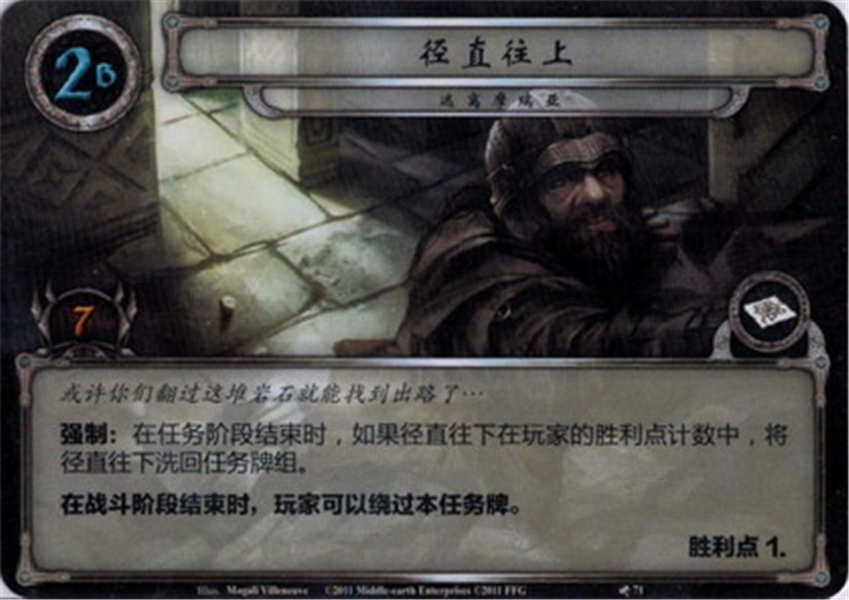 2B
径直往上
逃离摩瑞亚
7
或许你们翻过这堆岩石就能找到出路了…
强制：在任务阶段结束时，如果径直往下在玩家的胜利点计数中，将
径直往下洗回任务牌组。
在战斗阶段结束时，玩家可以绕过本任务牌。
胜利点 1.
Illus. Magali Villeneuve ©2011 Middle-earth Enterprises ©2011 FFG 71